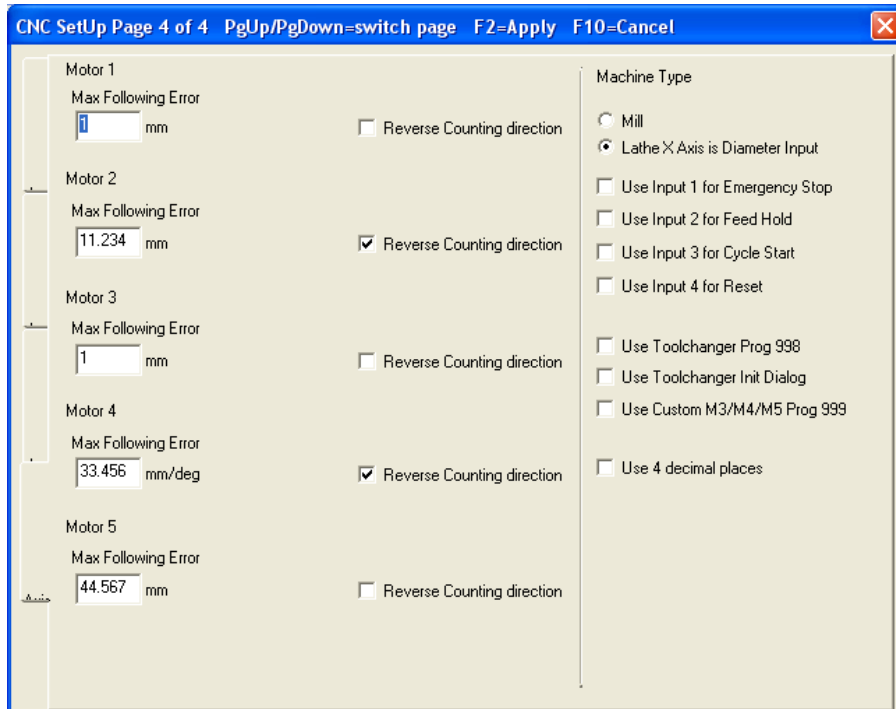 CNC SetUp Page 4 of 4 PgUp/PgDown=switch page F2=Apply F10=Cancel
Motor 1
Max Following Error
1 mm
Reverse Counting direction
Motor 2
Max Following Error
11.234 mm
Reverse Counting direction
Motor 3
Max Following Error
1 mm
Reverse Counting direction
Motor 4
Max Following Error
33.456 mm/deg
Reverse Counting direction
Motor 5
Max Following Error
44.567 mm
Reverse Counting direction
Machine Type
Mill
Lathe X Axis is Diameter Input
Use Input 1 for Emergency Stop
Use Input 2 for Feed Hold
Use Input 3 for Cycle Start
Use Input 4 for Reset
Use Toolchanger Prog 998
Use Toolchanger Init Dialog
Use Custom M3/M4/M5 Prog 999
Use 4 decimal places